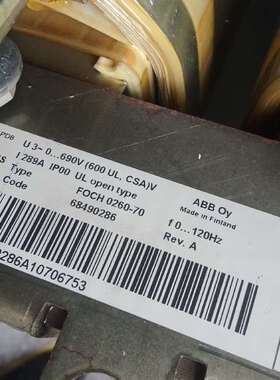 U 3~ 0...690V (600 UL, CSA)V
ABB Oy
I 289A IP00 UL open type
Made in Finland
Type FOCH 0260-70
f 0...120Hz
Code 68490286
Rev. A
0286A10706753